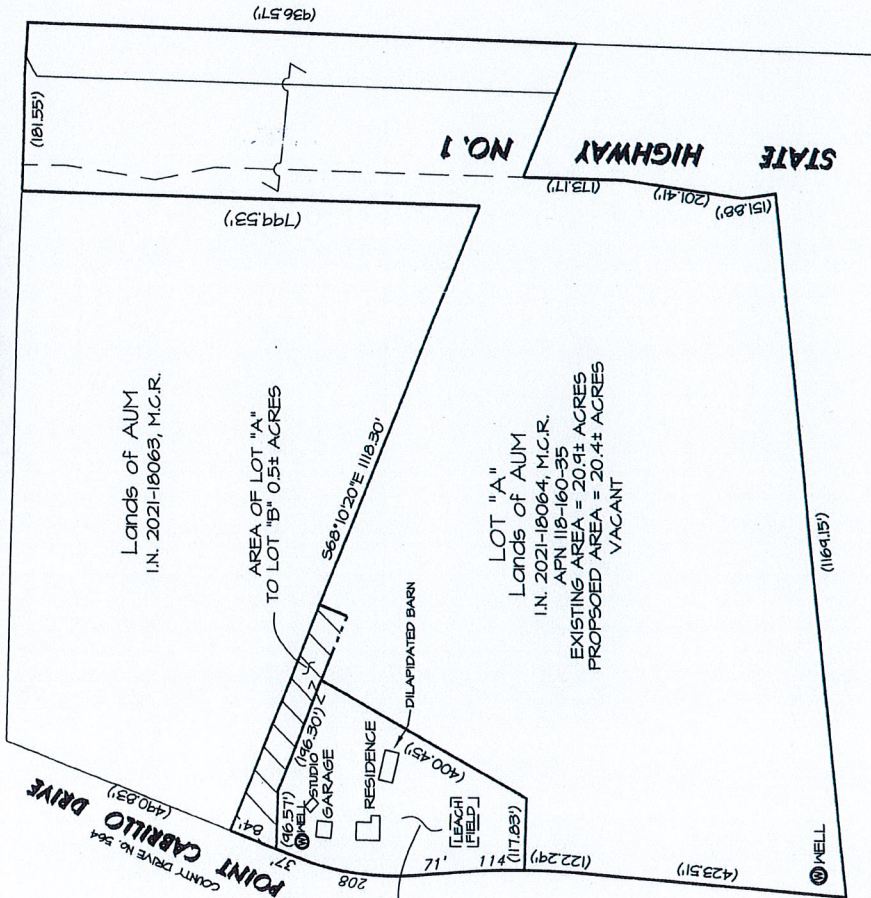 (936.57')
(181.55')
STATE HIGHWAY NO. 1
(173.17')
(201.41')
(151.88')
(799.53')
Lands of AUM
I.N. 2021-18063, M.C.R.
AREA OF LOT "A"
TO LOT "B" 0.5± ACRES
S68°10'20"E 1118.30'
COUNTY DRIVE No. 564
POINT CABRILLO DRIVE
(490.83')
84'
37'
(96.57')
(196.30')
WELL
STUDIO
GARAGE
RESIDENCE
DILAPIDATED BARN
(400.45')
LEACH
FIELD
208
71'
114
(117.83')
(122.29')
LOT "A"
Lands of AUM
I.N. 2021-18064, M.C.R.
APN 118-160-35
EXISTING AREA = 20.9± ACRES
PROPSOED AREA = 20.4± ACRES
VACANT
(423.51')
W WELL
(1169.15')